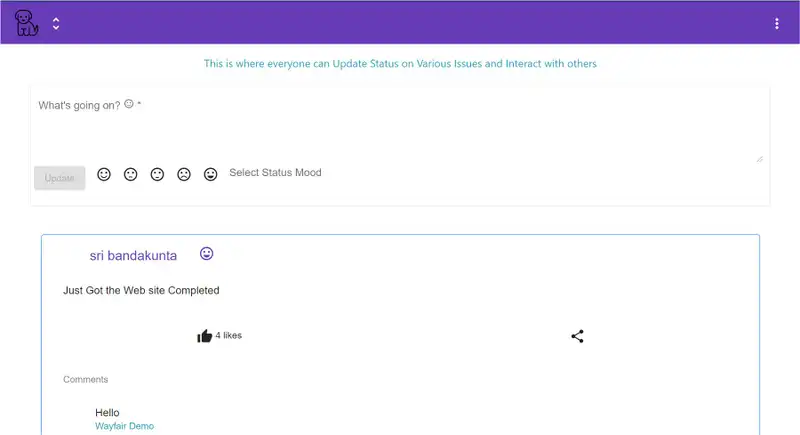 This is where everyone can Update Status on Various Issues and Interact with others
What's going on? ☺ *
Update
Select Status Mood
sri bandakunta
Just Got the Web site Completed
4 likes
Comments
Hello
Wayfair Demo